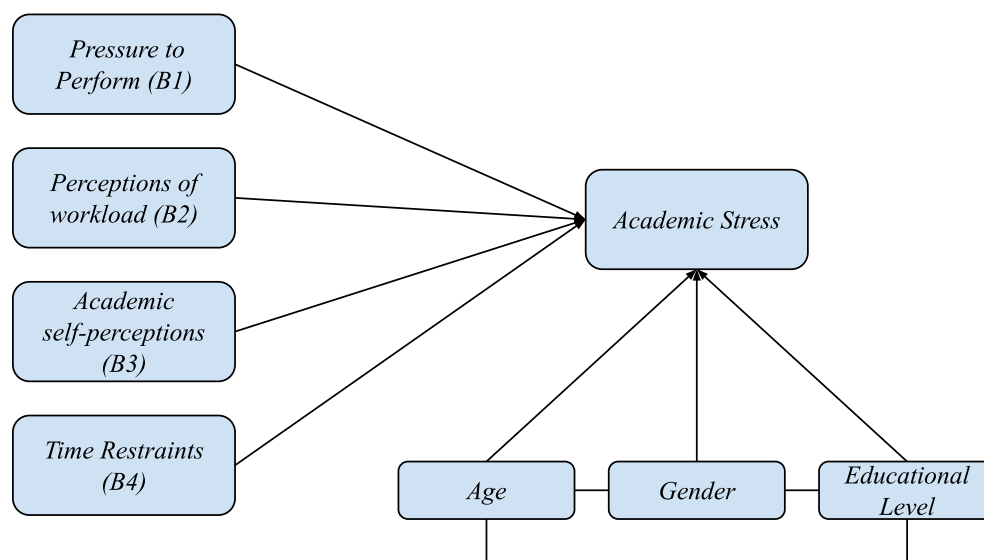 Pressure to
Perform (B1)
Perceptions of
workload (B2)
Academic
self-perceptions
(B3)
Time Restraints
(B4)
Academic Stress
Age
Gender
Educational
Level